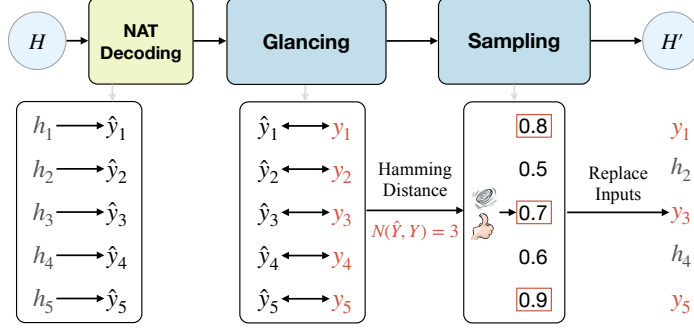 H
NAT
Decoding
Glancing
Sampling
H′
h₁ ŷ₁
h₂ ŷ₂
h₃ ŷ₃
h₄ ŷ₄
h₅ ŷ₅
ŷ₁ y₁
ŷ₂ y₂
ŷ₃ y₃
ŷ₄ y₄
ŷ₅ y₅
Hamming
Distance
N(Ŷ, Y) = 3
0.8
0.5
0.7
0.6
0.9
Replace
Inputs
y₁
h₂
y₃
h₄
y₅